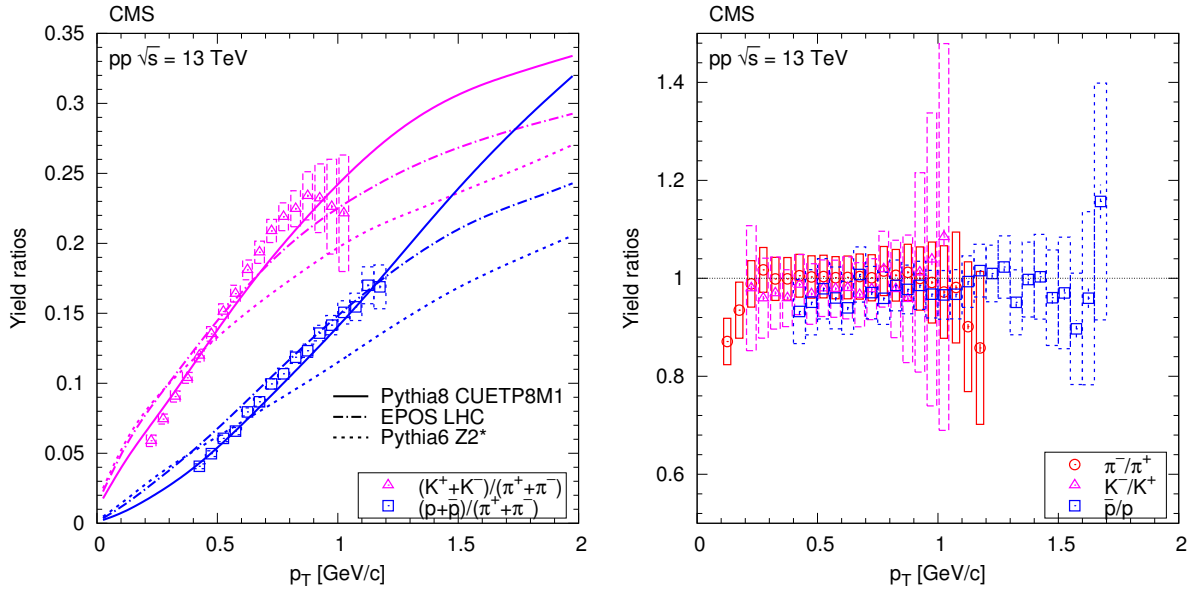 CMS
pp √s = 13 TeV
0.35
0.3
0.25
0.2
0.15
0.1
0.05
0
Yield ratios
Pythia8 CUETP8M1
EPOS LHC
Pythia6 Z2*
(K⁺+K⁻)/(π⁺+π⁻)
(p+p̅)/(π⁺+π⁻)
0 0.5 1 1.5 2
p_T [GeV/c]
CMS
pp √s = 13 TeV
1.4
1.2
1
0.8
0.6
Yield ratios
π⁻/π⁺
K⁻/K⁺
p̅/p
0 0.5 1 1.5 2
p_T [GeV/c]